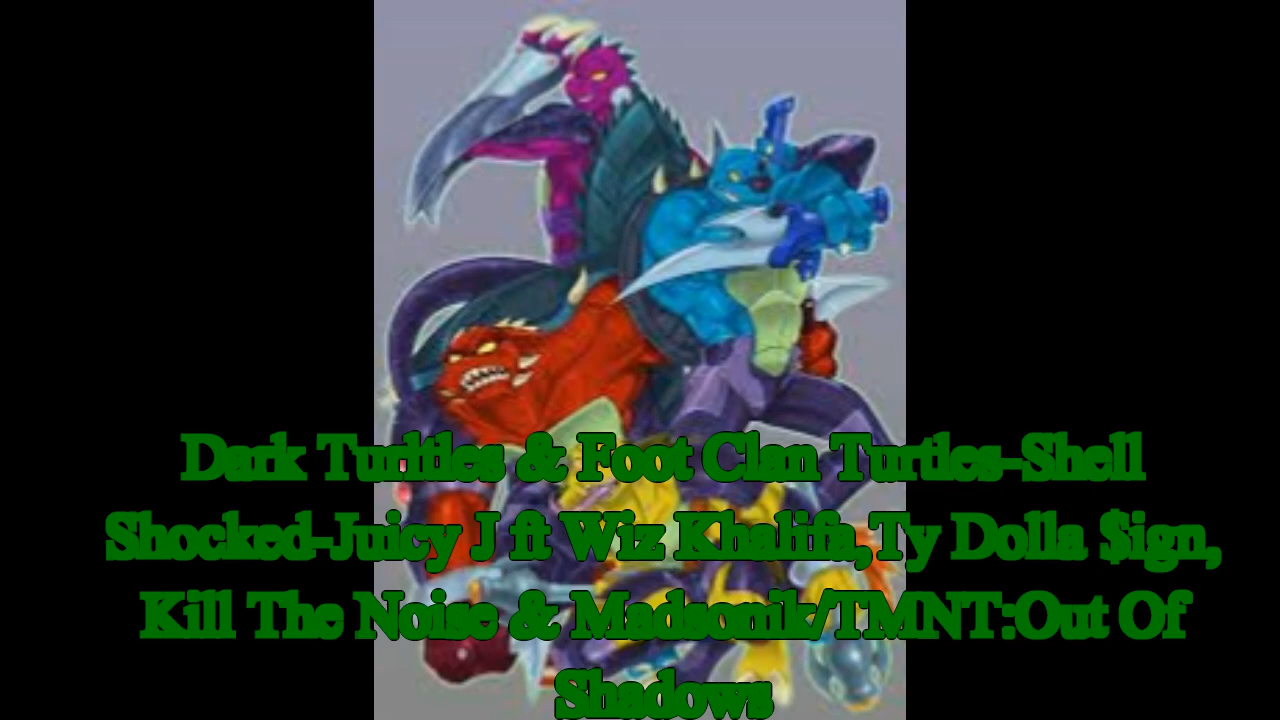 Dark Turltles & Foot Clan Turtles-Shell
Shocked-Juicy J ft Wiz Khalifa,Ty Dolla $ign,
Kill The Noise & Madsonik/TMNT:Out Of
Shadows